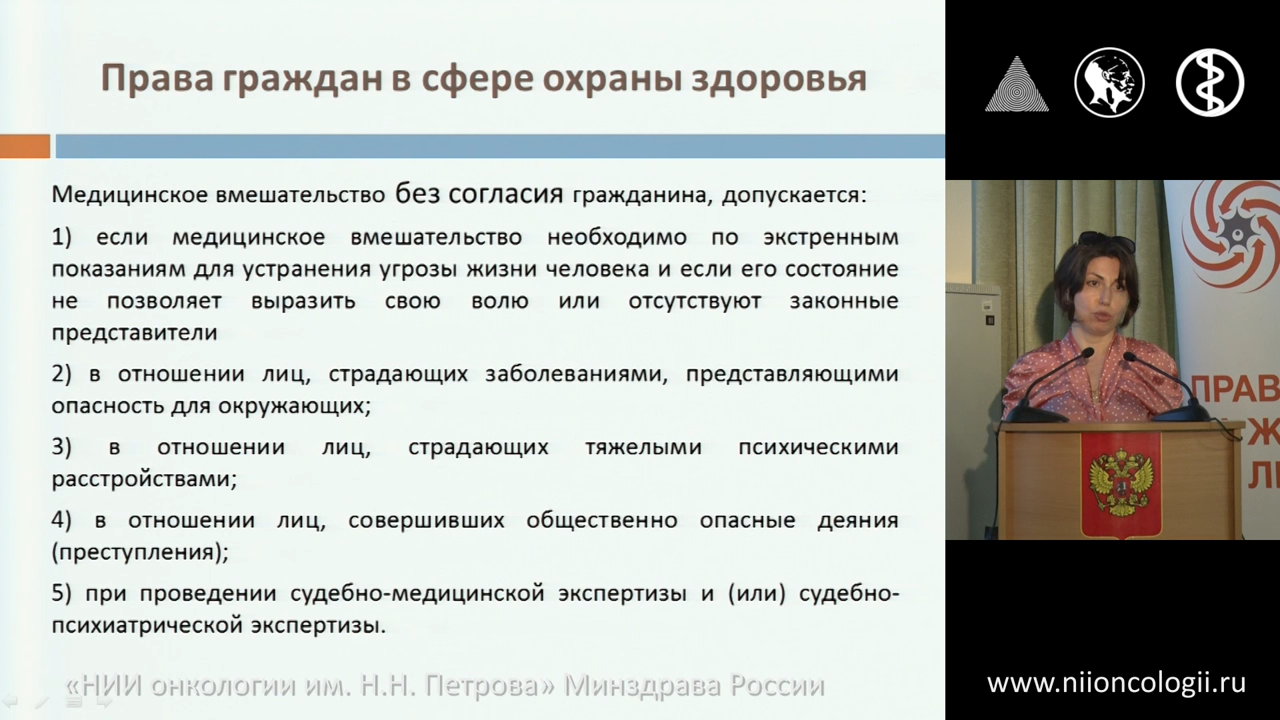 Права граждан в сфере охраны здоровья
Медицинское вмешательство без согласия гражданина, допускается:
1) если медицинское вмешательство необходимо по экстренным
показаниям для устранения угрозы жизни человека и если его состояние
не позволяет выразить свою волю или отсутствуют законные
представители
2) в отношении лиц, страдающих заболеваниями, представляющими
опасность для окружающих;
3) в отношении лиц, страдающих тяжелыми психическими
расстройствами;
4) в отношении лиц, совершивших общественно опасные деяния
(преступления);
5) при проведении судебно-медицинской экспертизы и (или) судебно-
психиатрической экспертизы.
«НИИ онкологии им. Н.Н. Петрова» Минздрава России
ПРАВ
Ж
ЛЮ
www.niioncologii.ru